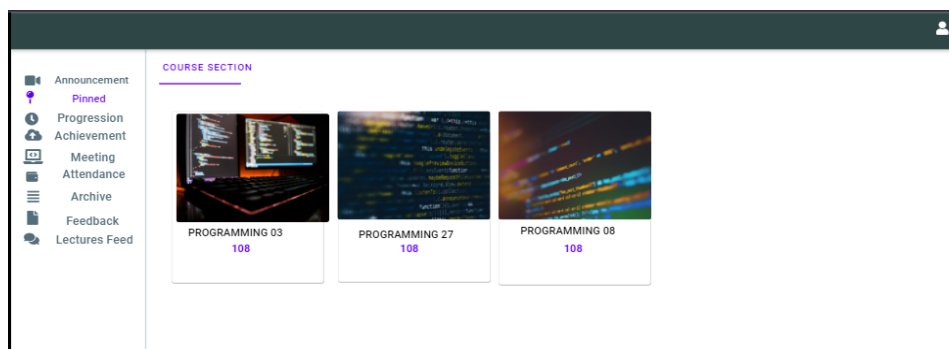 COURSE SECTION
Announcement
Pinned
Progression
Achievement
Meeting
Attendance
Archive
Feedback
Lectures Feed
PROGRAMMING 03
108
PROGRAMMING 27
108
PROGRAMMING 08
108